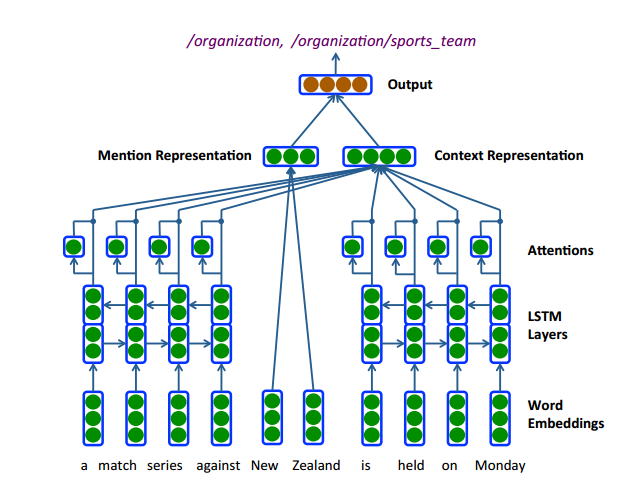 /organization, /organization/sports_team
Output
Mention Representation
Context Representation
Attentions
LSTM
Layers
Word
Embeddings
a match series against New Zealand is held on Monday